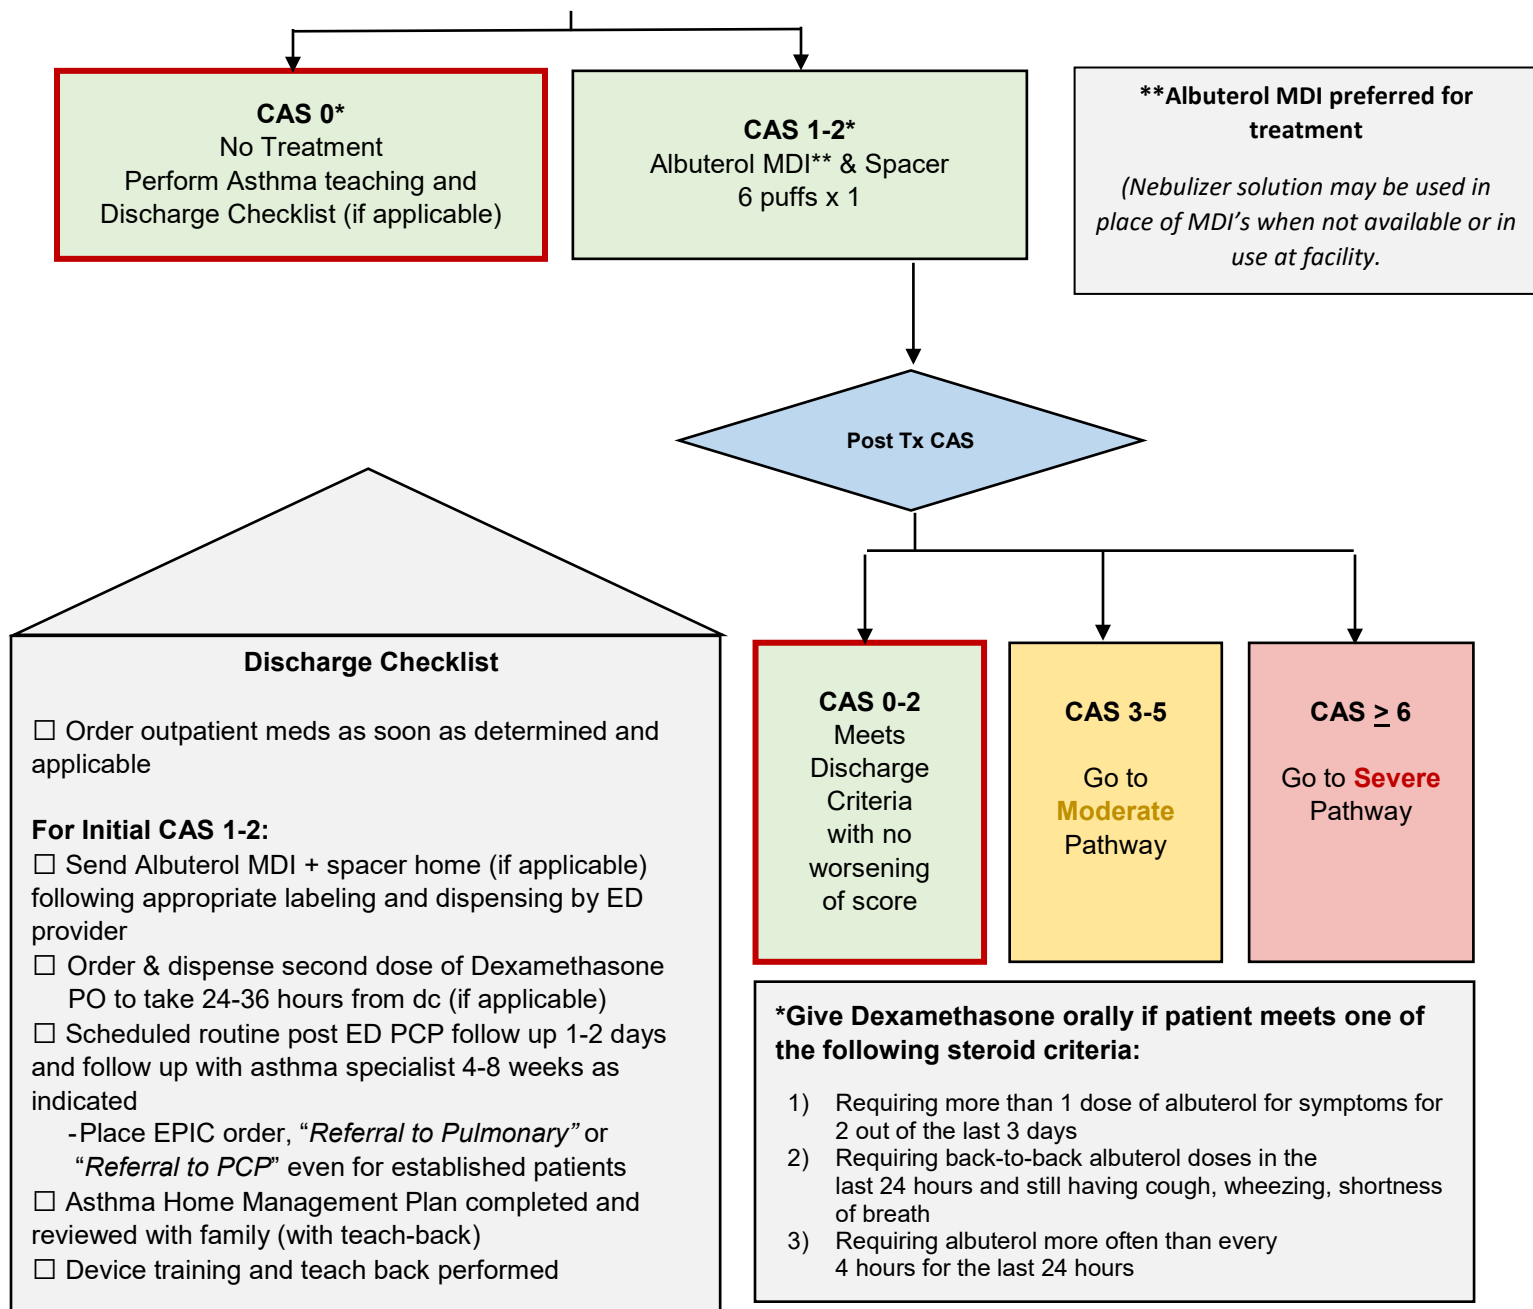 CAS 0*
No Treatment
Perform Asthma teaching and
Discharge Checklist (if applicable)
CAS 1-2*
Albuterol MDI** & Spacer
6 puffs x 1
**Albuterol MDI preferred for
treatment
(Nebulizer solution may be used in
place of MDI’s when not available or in
use at facility.
Post Tx CAS
Discharge Checklist
☐ Order outpatient meds as soon as determined and
applicable
For Initial CAS 1-2:
☐ Send Albuterol MDI + spacer home (if applicable)
following appropriate labeling and dispensing by ED
provider
☐ Order & dispense second dose of Dexamethasone
PO to take 24-36 hours from dc (if applicable)
☐ Scheduled routine post ED PCP follow up 1-2 days
and follow up with asthma specialist 4-8 weeks as
indicated
-Place EPIC order, “Referral to Pulmonary” or
“Referral to PCP” even for established patients
☐ Asthma Home Management Plan completed and
reviewed with family (with teach-back)
☐ Device training and teach back performed
CAS 0-2
Meets
Discharge
Criteria
with no
worsening
of score
CAS 3-5
Go to
Moderate
Pathway
CAS ≥ 6
Go to Severe
Pathway
*Give Dexamethasone orally if patient meets one of
the following steroid criteria:
1) Requiring more than 1 dose of albuterol for symptoms for
2 out of the last 3 days
2) Requiring back-to-back albuterol doses in the
last 24 hours and still having cough, wheezing, shortness
of breath
3) Requiring albuterol more often than every
4 hours for the last 24 hours